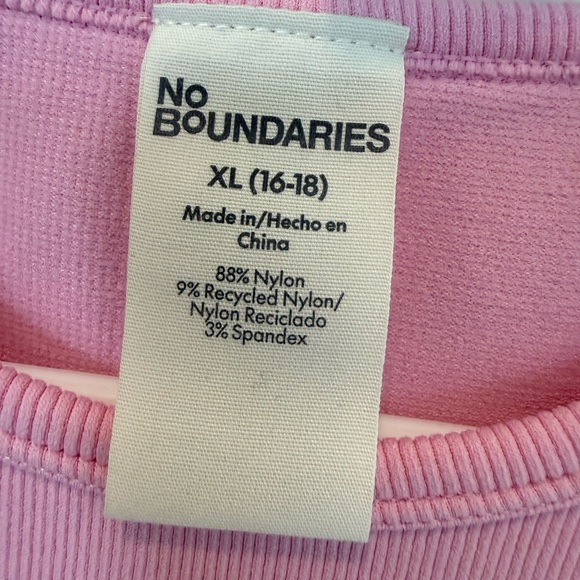 No
BoUNDARIES
XL (16-18)
Made in/Hecho en
China
88% Nylon
9% Recycled Nylon/
Nylon Reciclado
3% Spandex